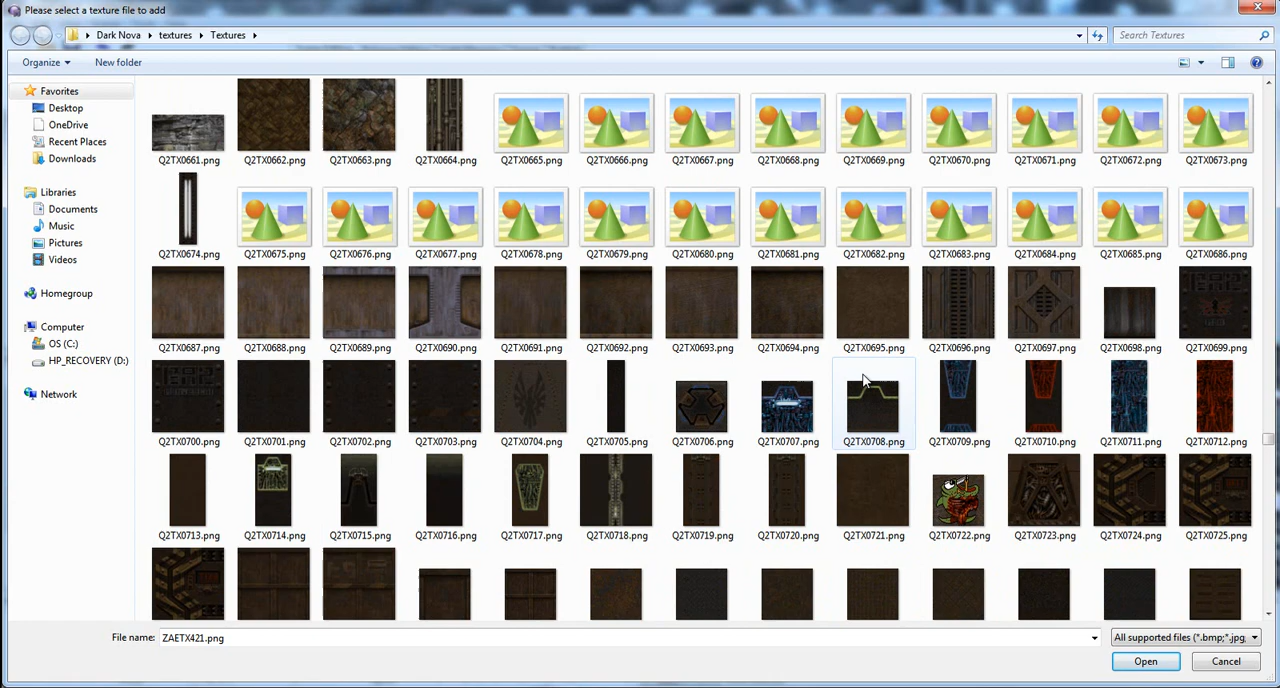 Please select a texture file to add
Dark Nova textures Textures
Search Textures
Organize New folder
Favorites
Desktop
OneDrive
Recent Places
Downloads
Libraries
Documents
Music
Pictures
Videos
Homegroup
Computer
OS (C:)
HP_RECOVERY (D:)
Network
Q2TX0661.png Q2TX0662.png Q2TX0663.png Q2TX0664.png Q2TX0665.png Q2TX0666.png Q2TX0667.png Q2TX0668.png Q2TX0669.png Q2TX0670.png Q2TX0671.png Q2TX0672.png Q2TX0673.png
Q2TX0674.png Q2TX0675.png Q2TX0676.png Q2TX0677.png Q2TX0678.png Q2TX0679.png Q2TX0680.png Q2TX0681.png Q2TX0682.png Q2TX0683.png Q2TX0684.png Q2TX0685.png Q2TX0686.png
Q2TX0687.png Q2TX0688.png Q2TX0689.png Q2TX0690.png Q2TX0691.png Q2TX0692.png Q2TX0693.png Q2TX0694.png Q2TX0695.png Q2TX0696.png Q2TX0697.png Q2TX0698.png Q2TX0699.png
Q2TX0700.png Q2TX0701.png Q2TX0702.png Q2TX0703.png Q2TX0704.png Q2TX0705.png Q2TX0706.png Q2TX0707.png Q2TX0708.png Q2TX0709.png Q2TX0710.png Q2TX0711.png Q2TX0712.png
Q2TX0713.png Q2TX0714.png Q2TX0715.png Q2TX0716.png Q2TX0717.png Q2TX0718.png Q2TX0719.png Q2TX0720.png Q2TX0721.png Q2TX0722.png Q2TX0723.png Q2TX0724.png Q2TX0725.png
File name: ZAETX421.png
All supported files (*.bmp;*.jpg,
Open Cancel